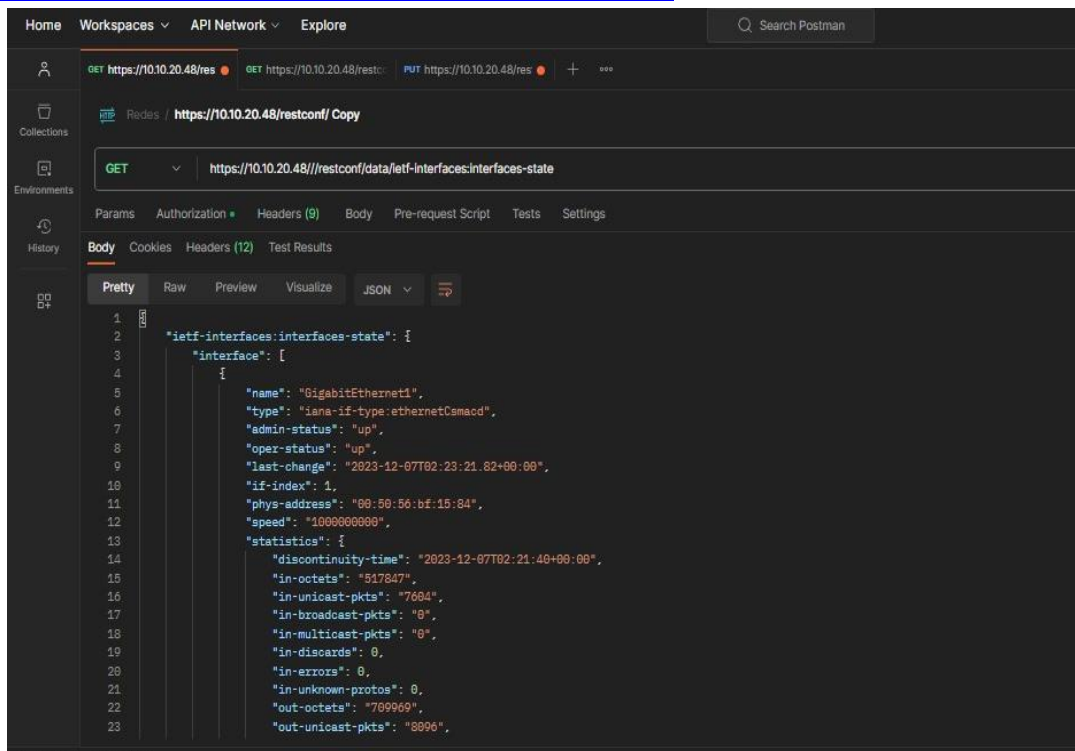 Home Workspaces API Network Explore Search Postman
GET https://10.10.20.48/res GET https://10.10.20.48/restc PUT https://10.10.20.48/res + ooo
Collections
HTTP Redes / https://10.10.20.48/restconf/ Copy
Environments
GET https://10.10.20.48///restconf/data/ietf-interfaces:interfaces-state
History
Params Authorization Headers (9) Body Pre-request Script Tests Settings
Body Cookies Headers (12) Test Results
Pretty Raw Preview Visualize JSON
1 {
2 "ietf-interfaces:interfaces-state": {
3 "interface": [
4 {
5 "name": "GigabitEthernet1",
6 "type": "iana-if-type:ethernetCsmacd",
7 "admin-status": "up",
8 "oper-status": "up",
9 "last-change": "2023-12-07T02:23:21.82+00:00",
10 "if-index": 1,
11 "phys-address": "00:50:56:bf:15:84",
12 "speed": "1000000000",
13 "statistics": {
14 "discontinuity-time": "2023-12-07T02:21:40+00:00",
15 "in-octets": "517847",
16 "in-unicast-pkts": "7604",
17 "in-broadcast-pkts": "0",
18 "in-multicast-pkts": "0",
19 "in-discards": 0,
20 "in-errors": 0,
21 "in-unknown-protos": 0,
22 "out-octets": "709969",
23 "out-unicast-pkts": "8096",